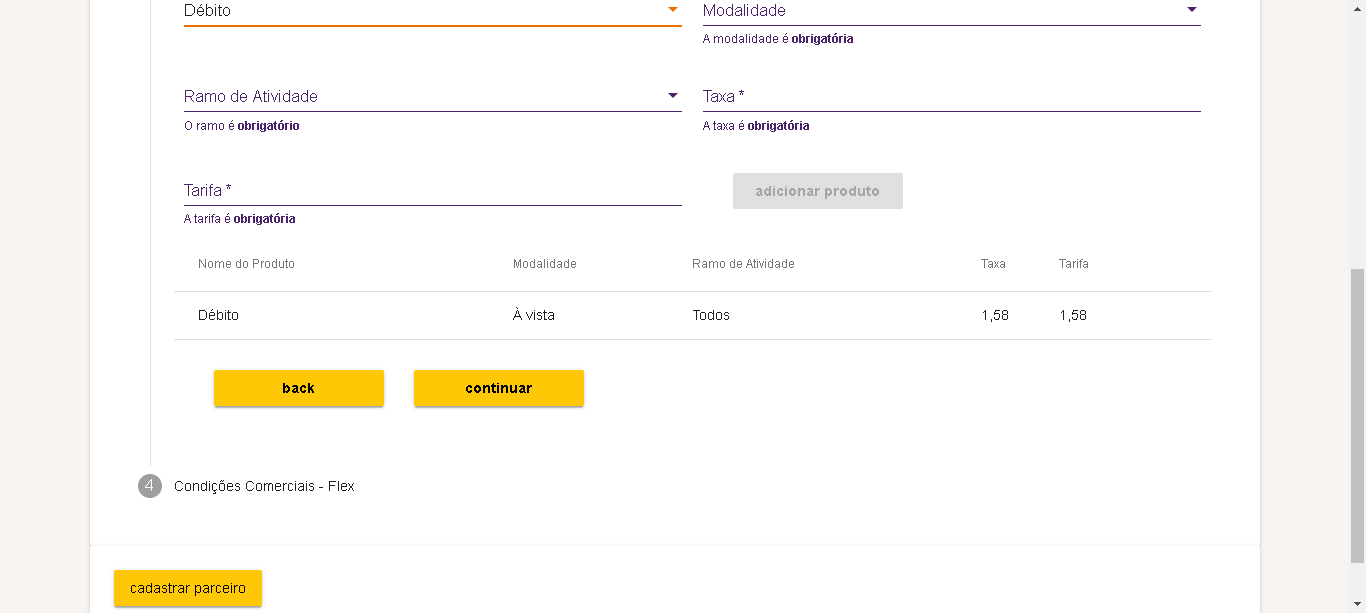 Débito
Modalidade
A modalidade é obrigatória
Ramo de Atividade
Taxa *
O ramo é obrigatório
A taxa é obrigatória
Tarifa *
adicionar produto
A tarifa é obrigatória
Nome do Produto Modalidade Ramo de Atividade Taxa Tarifa
Débito À vista Todos 1,58 1,58
back continuar
4 Condições Comerciais - Flex
cadastrar parceiro